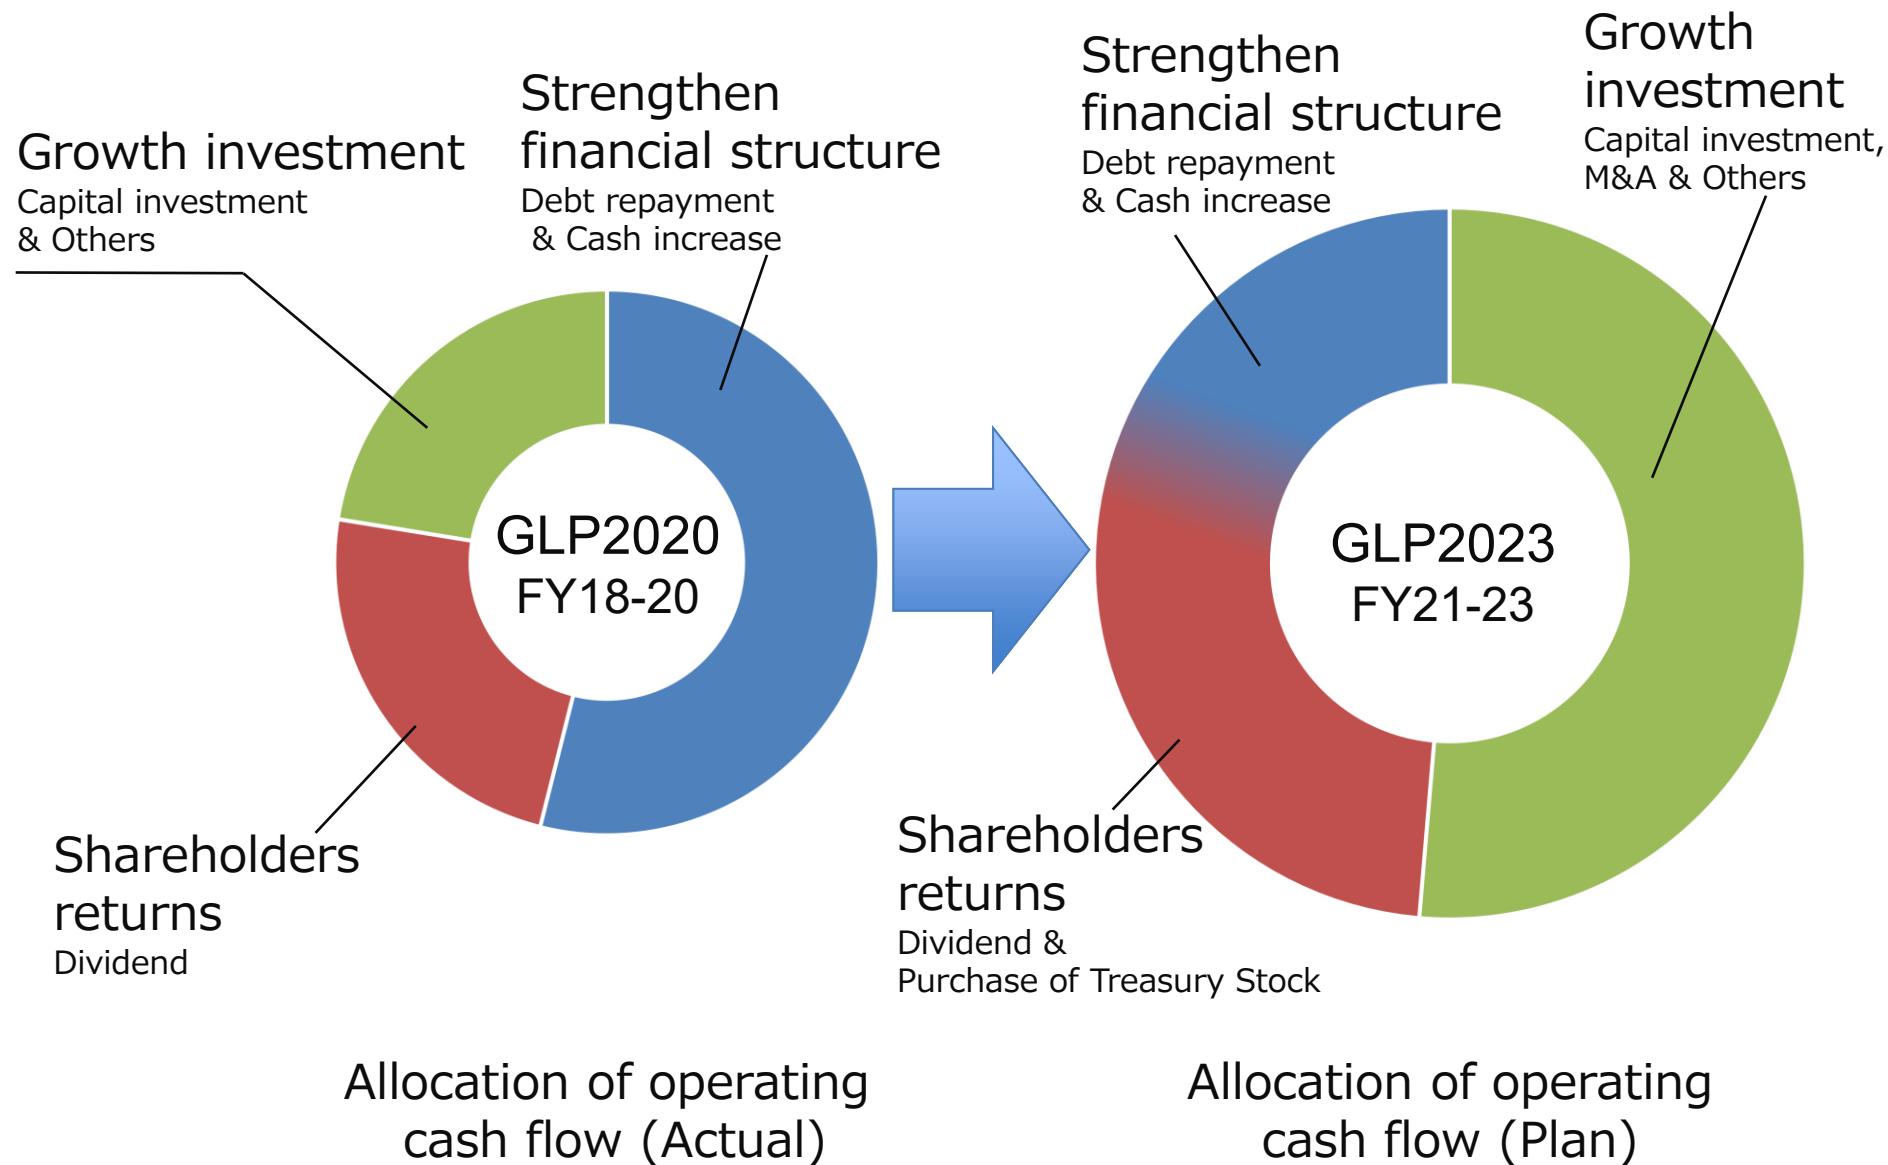 Growth investment
Capital investment
& Others
Strengthen
financial structure
Debt repayment
& Cash increase
GLP2020
FY18-20
Shareholders
returns
Dividend
Allocation of operating
cash flow (Actual)
Strengthen
financial structure
Debt repayment
& Cash increase
Growth
investment
Capital investment,
M&A & Others
GLP2023
FY21-23
Shareholders
returns
Dividend &
Purchase of Treasury Stock
Allocation of operating
cash flow (Plan)